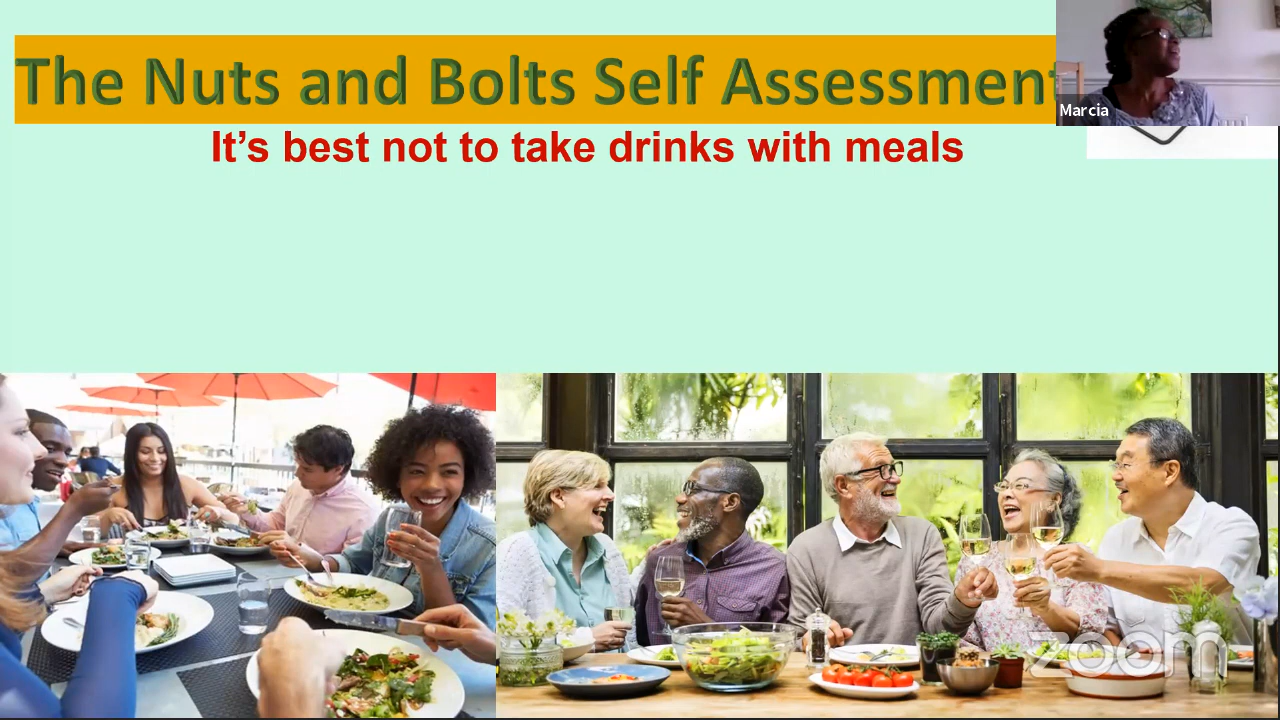 The Nuts and Bolts Self Assessment
It's best not to take drinks with meals
Marcia
zoom